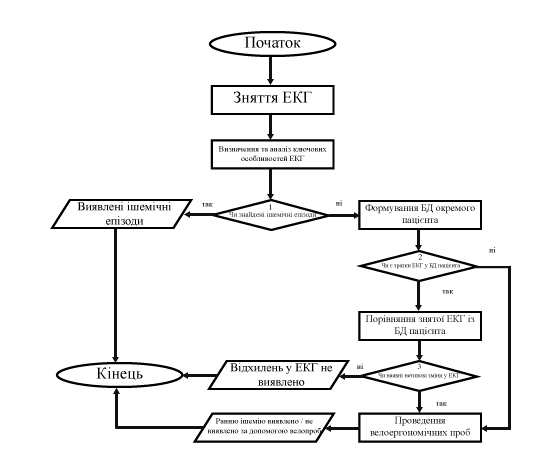 Початок
Зняття ЕКГ
Визначення та аналіз ключових
особливостей ЕКГ
так
1
Чи знайдені ішемічні епізоди
ні
Виявлені ішемічні
епізоди
Формування БД окремого
пацієнта
2
Чи є зразки ЕКГ у БД пацієнта
ні
так
Порівняння знятої ЕКГ із
БД пацієнта
3
Чи наявні нетипові зміни у ЕКГ
ні
так
Відхилень у ЕКГ не
виявлено
Кінець
Ранню ішемію виявлено / не
виявлено за допомогою велопроб
Проведення
велоергономічних проб